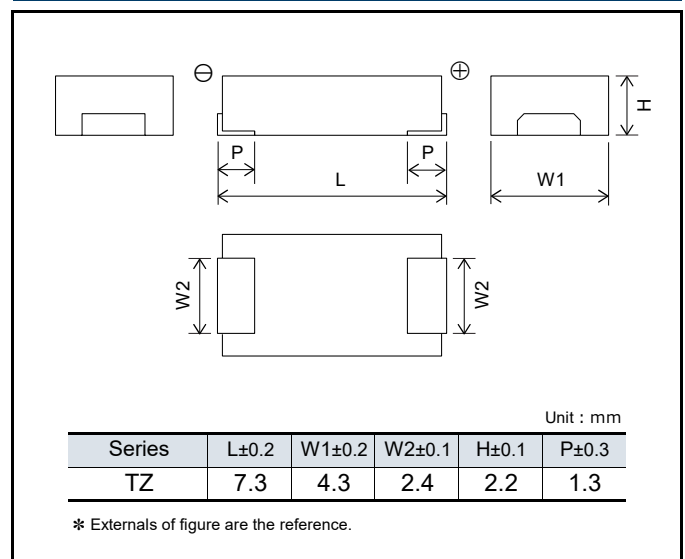 ⊖ ⊕
H
P P
L W1
W2 W2
Unit : mm
Series L±0.2 W1±0.2 W2±0.1 H±0.1 P±0.3
TZ 7.3 4.3 2.4 2.2 1.3
✻ Externals of figure are the reference.